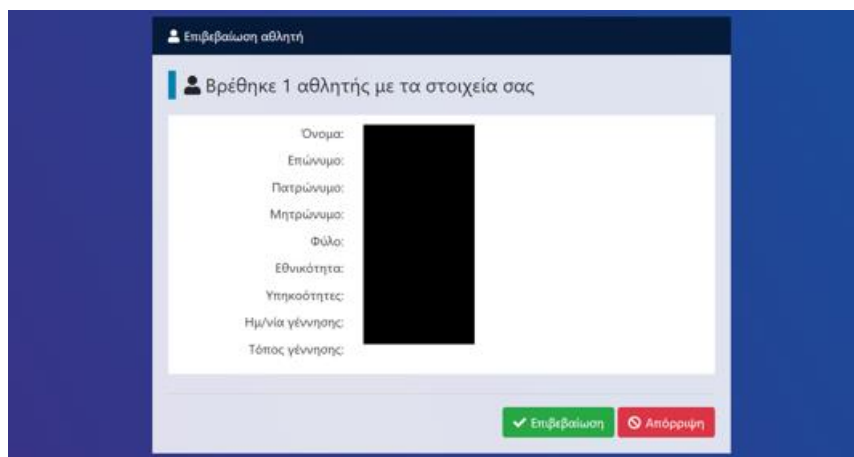 Επιβεβαίωση αθλητή
Βρέθηκε 1 αθλητής με τα στοιχεία σας
Όνομα:
Επώνυμο:
Πατρώνυμο:
Μητρώνυμο:
Φύλο:
Εθνικότητα:
Υπηκοότητες:
Ημ/νία γέννησης:
Τόπος γέννησης:
Επιβεβαίωση Απόρριψη